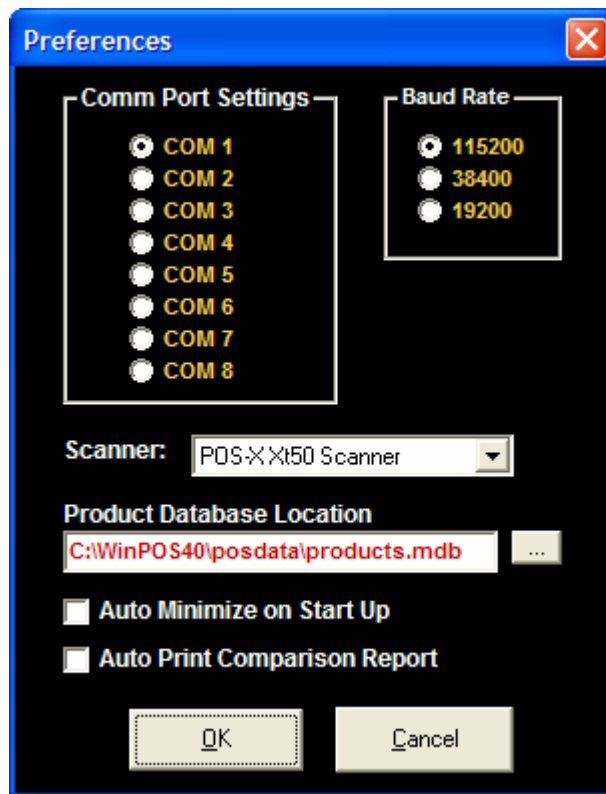 Preferences
Comm Port Settings
COM 1
COM 2
COM 3
COM 4
COM 5
COM 6
COM 7
COM 8
Baud Rate
115200
38400
19200
Scanner:
POS-X Xt50 Scanner
Product Database Location
C:\WinPOS40\posdata\products.mdb
...
Auto Minimize on Start Up
Auto Print Comparison Report
OK
Cancel